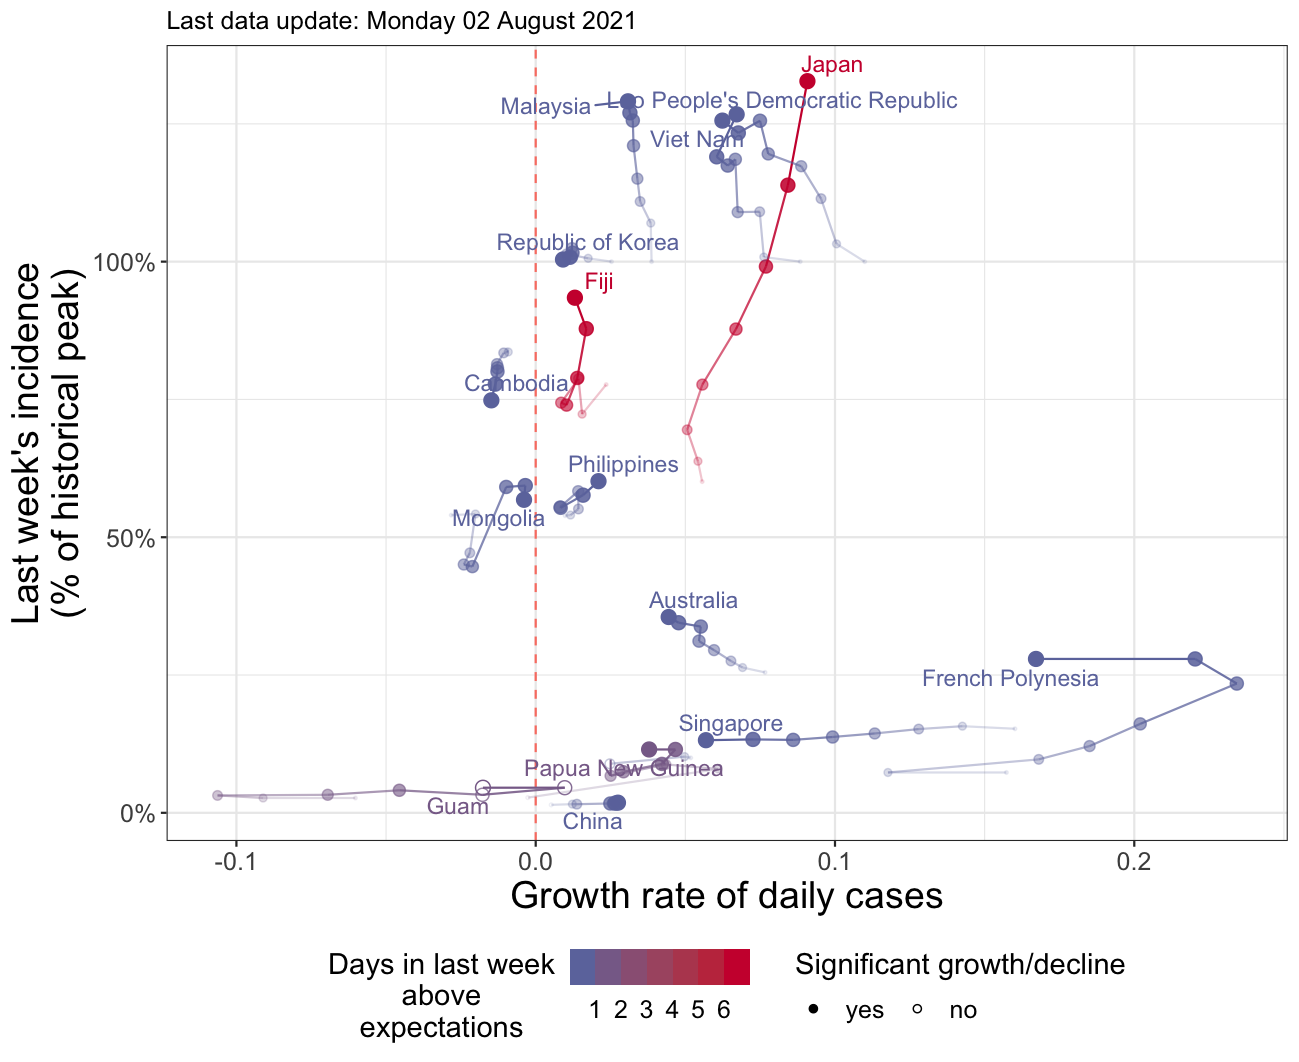 Last data update: Monday 02 August 2021
Japan
Malaysia
Lao People's Democratic Republic
Viet Nam
Republic of Korea
Fiji
Cambodia
Philippines
Mongolia
Australia
French Polynesia
Singapore
Papua New Guinea
Guam
China
Last week's incidence
(% of historical peak)
100%
50%
0%
-0.1
0.0
0.1
0.2
Growth rate of daily cases
Days in last week
above
expectations
1 2 3 4 5 6
Significant growth/decline
yes
no